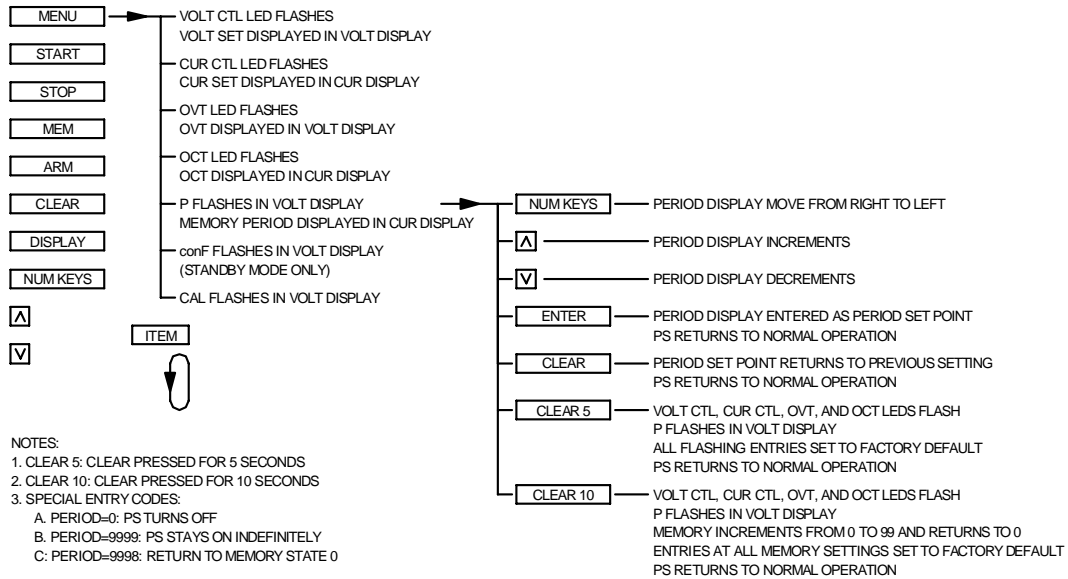 MENU
START
STOP
MEM
ARM
CLEAR
DISPLAY
NUM KEYS
ITEM
VOLT CTL LED FLASHES
VOLT SET DISPLAYED IN VOLT DISPLAY
CUR CTL LED FLASHES
CUR SET DISPLAYED IN CUR DISPLAY
OVT LED FLASHES
OVT DISPLAYED IN VOLT DISPLAY
OCT LED FLASHES
OCT DISPLAYED IN CUR DISPLAY
P FLASHES IN VOLT DISPLAY
MEMORY PERIOD DISPLAYED IN CUR DISPLAY
conF FLASHES IN VOLT DISPLAY
(STANDBY MODE ONLY)
CAL FLASHES IN VOLT DISPLAY
NUM KEYS PERIOD DISPLAY MOVE FROM RIGHT TO LEFT
PERIOD DISPLAY INCREMENTS
PERIOD DISPLAY DECREMENTS
ENTER PERIOD DISPLAY ENTERED AS PERIOD SET POINT
PS RETURNS TO NORMAL OPERATION
CLEAR PERIOD SET POINT RETURNS TO PREVIOUS SETTING
PS RETURNS TO NORMAL OPERATION
CLEAR 5 VOLT CTL, CUR CTL, OVT, AND OCT LEDS FLASH
P FLASHES IN VOLT DISPLAY
ALL FLASHING ENTRIES SET TO FACTORY DEFAULT
PS RETURNS TO NORMAL OPERATION
CLEAR 10 VOLT CTL, CUR CTL, OVT, AND OCT LEDS FLASH
P FLASHES IN VOLT DISPLAY
MEMORY INCREMENTS FROM 0 TO 99 AND RETURNS TO 0
ENTRIES AT ALL MEMORY SETTINGS SET TO FACTORY DEFAULT
PS RETURNS TO NORMAL OPERATION
NOTES:
1. CLEAR 5: CLEAR PRESSED FOR 5 SECONDS
2. CLEAR 10: CLEAR PRESSED FOR 10 SECONDS
3. SPECIAL ENTRY CODES:
A. PERIOD=0: PS TURNS OFF
B. PERIOD=9999: PS STAYS ON INDEFINITELY
C: PERIOD=9998: RETURN TO MEMORY STATE 0